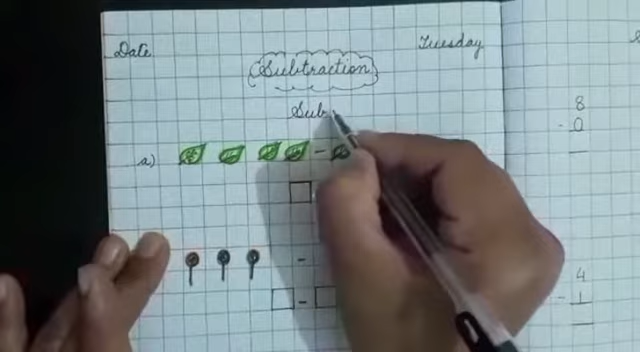 Date
Tuesday
Subtraction
Sub
a)
-
-
-
8
- 0
4
- 1